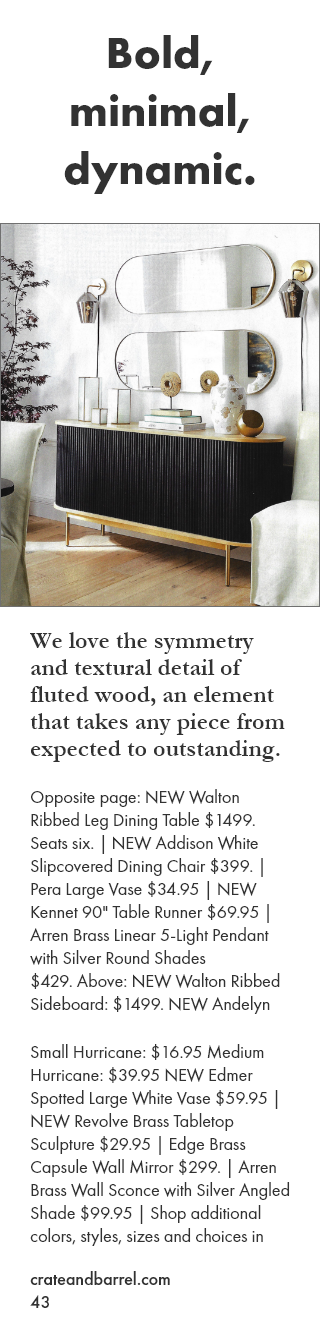 Bold,
minimal,
dynamic.
We love the symmetry
and textural detail of
fluted wood, an element
that takes any piece from
expected to outstanding.
Opposite page: NEW Walton
Ribbed Leg Dining Table $1499.
Seats six. | NEW Addison White
Slipcovered Dining Chair $399. |
Pera Large Vase $34.95 | NEW
Kennet 90" Table Runner $69.95 |
Arren Brass Linear 5-Light Pendant
with Silver Round Shades
$429. Above: NEW Walton Ribbed
Sideboard: $1499. NEW Andelyn
Small Hurricane: $16.95 Medium
Hurricane: $39.95 NEW Edmer
Spotted Large White Vase $59.95 |
NEW Revolve Brass Tabletop
Sculpture $29.95 | Edge Brass
Capsule Wall Mirror $299. | Arren
Brass Wall Sconce with Silver Angled
Shade $99.95 | Shop additional
colors, styles, sizes and choices in
crateandbarrel.com
43